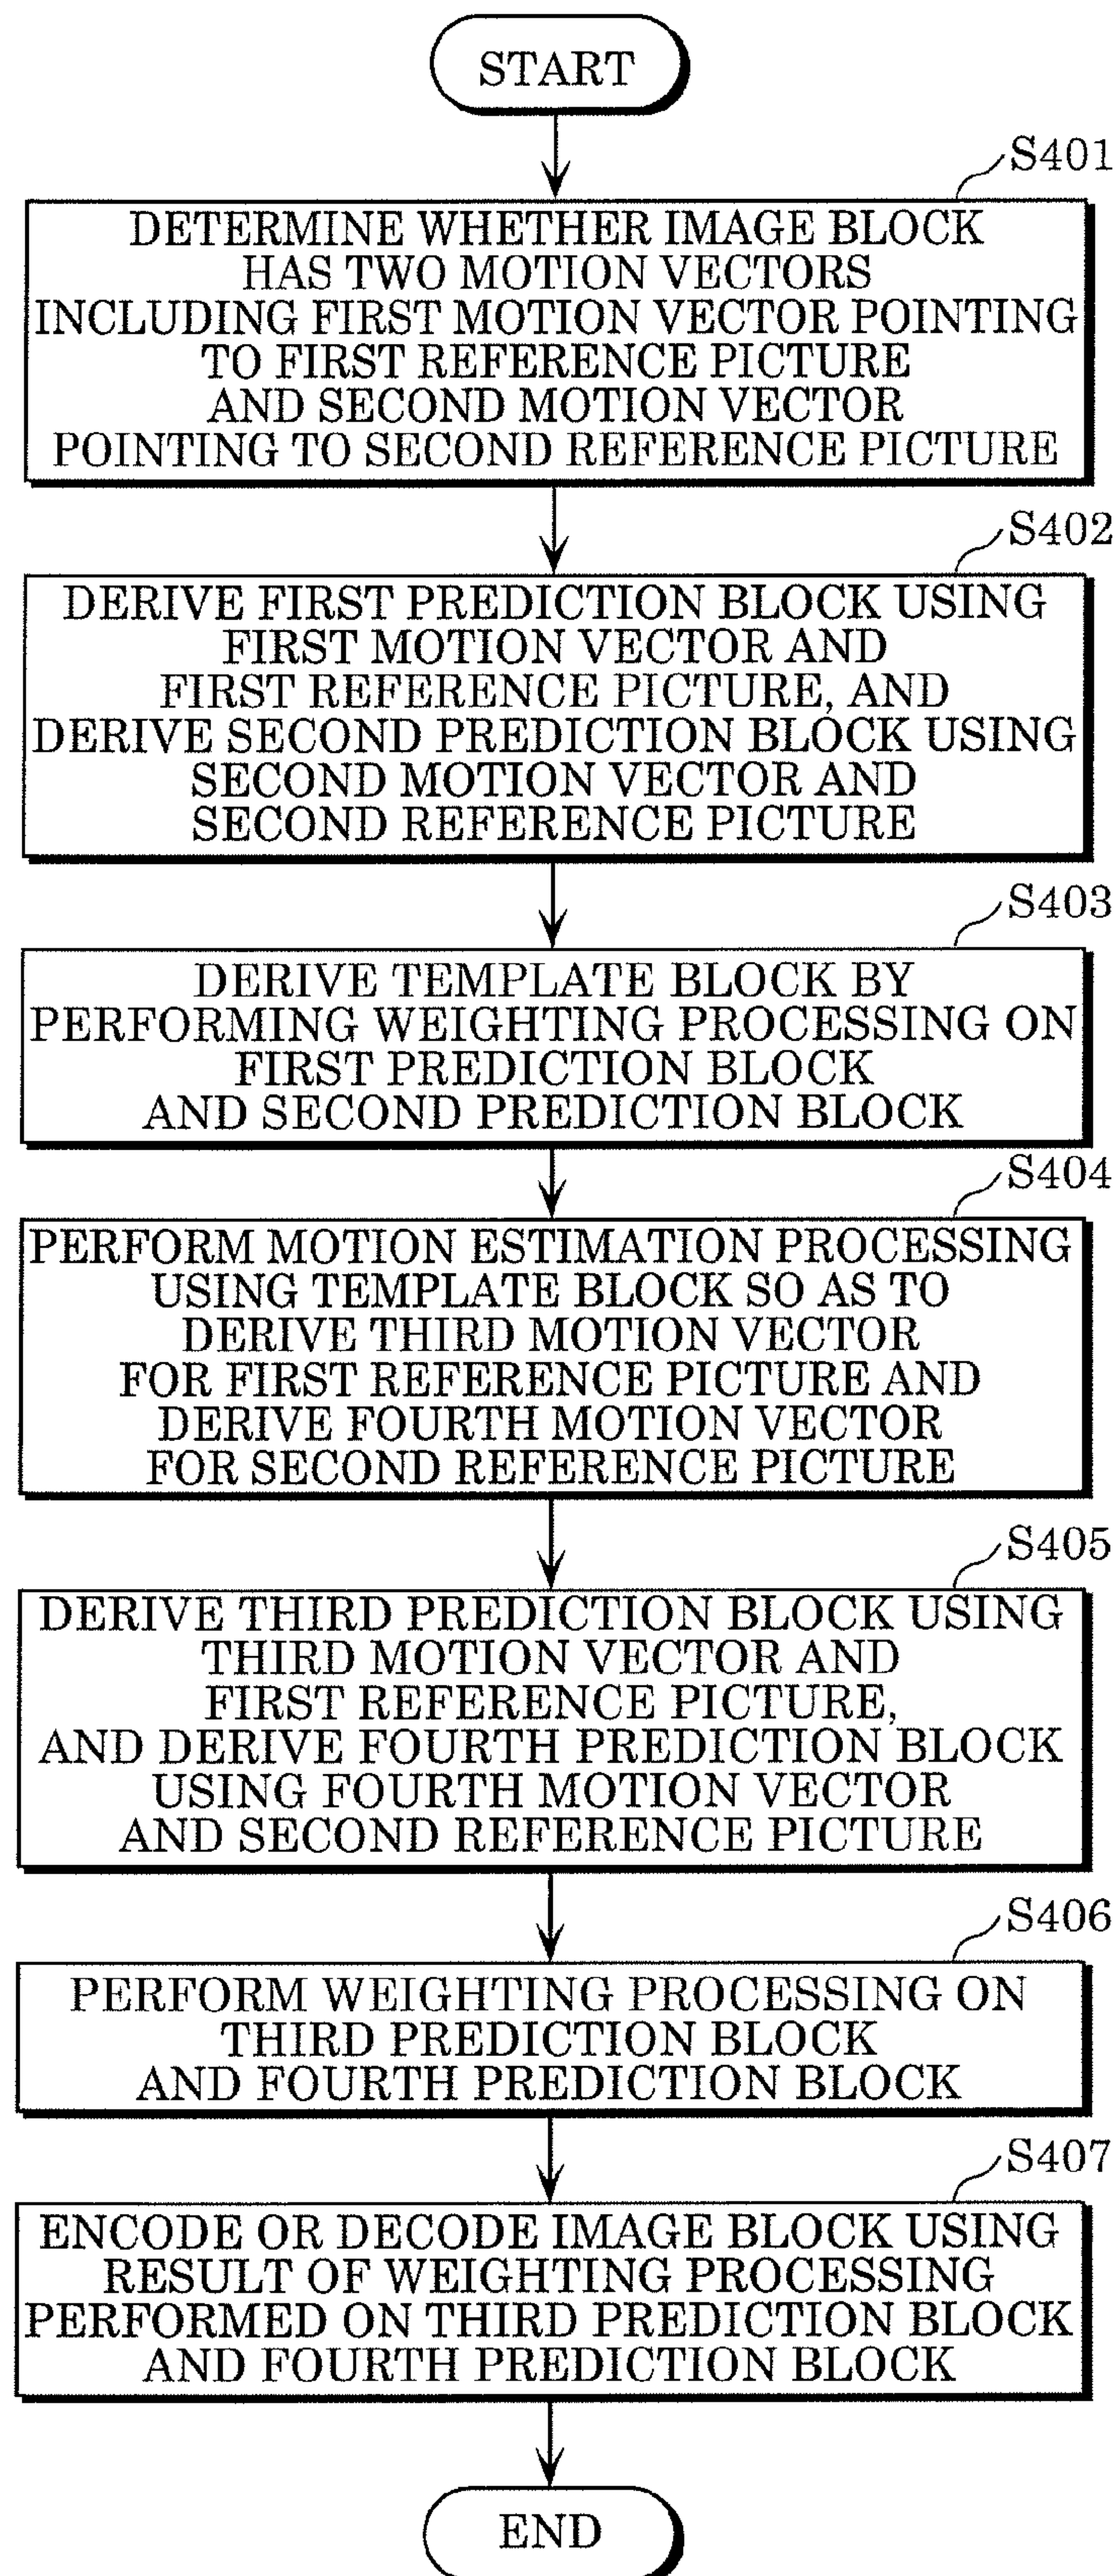 START
S401
DETERMINE WHETHER IMAGE BLOCK
HAS TWO MOTION VECTORS
INCLUDING FIRST MOTION VECTOR POINTING
TO FIRST REFERENCE PICTURE
AND SECOND MOTION VECTOR
POINTING TO SECOND REFERENCE PICTURE
S402
DERIVE FIRST PREDICTION BLOCK USING
FIRST MOTION VECTOR AND
FIRST REFERENCE PICTURE, AND
DERIVE SECOND PREDICTION BLOCK USING
SECOND MOTION VECTOR AND
SECOND REFERENCE PICTURE
S403
DERIVE TEMPLATE BLOCK BY
PERFORMING WEIGHTING PROCESSING ON
FIRST PREDICTION BLOCK
AND SECOND PREDICTION BLOCK
S404
PERFORM MOTION ESTIMATION PROCESSING
USING TEMPLATE BLOCK SO AS TO
DERIVE THIRD MOTION VECTOR
FOR FIRST REFERENCE PICTURE AND
DERIVE FOURTH MOTION VECTOR
FOR SECOND REFERENCE PICTURE
S405
DERIVE THIRD PREDICTION BLOCK USING
THIRD MOTION VECTOR AND
FIRST REFERENCE PICTURE,
AND DERIVE FOURTH PREDICTION BLOCK
USING FOURTH MOTION VECTOR
AND SECOND REFERENCE PICTURE
S406
PERFORM WEIGHTING PROCESSING ON
THIRD PREDICTION BLOCK
AND FOURTH PREDICTION BLOCK
S407
ENCODE OR DECODE IMAGE BLOCK USING
RESULT OF WEIGHTING PROCESSING
PERFORMED ON THIRD PREDICTION BLOCK
AND FOURTH PREDICTION BLOCK
END